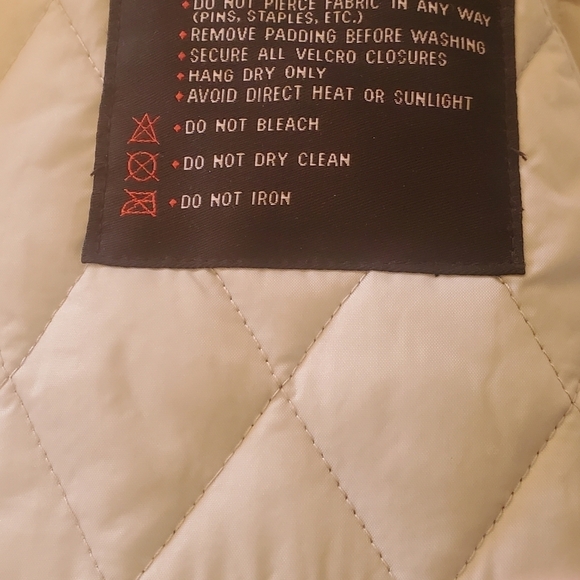 • DO NOT PIERCE FABRIC IN ANY WAY
(PINS, STAPLES, ETC.)
• REMOVE PADDING BEFORE WASHING
• SECURE ALL VELCRO CLOSURES
• HANG DRY ONLY
• AVOID DIRECT HEAT OR SUNLIGHT
• DO NOT BLEACH
• DO NOT DRY CLEAN
• DO NOT IRON